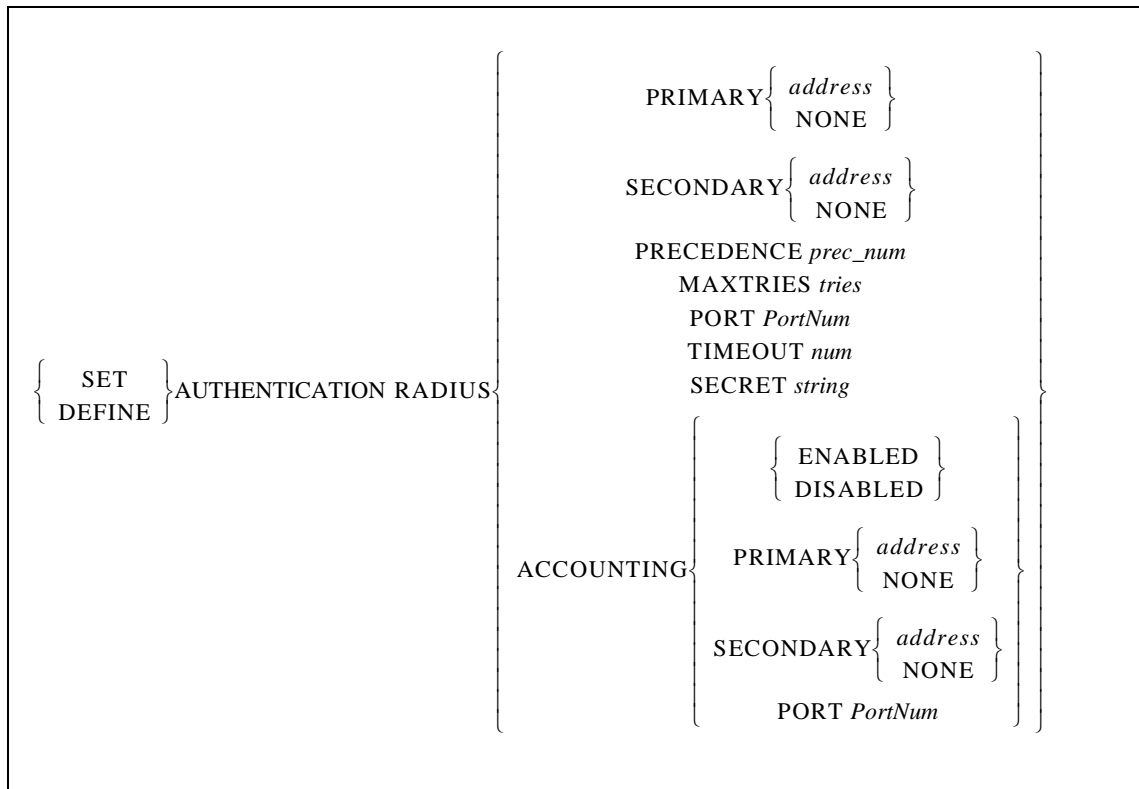 PRIMARY { address
NONE }
SECONDARY { address
NONE }
PRECEDENCE prec_num
MAXTRIES tries
PORT PortNum
TIMEOUT num
{ SET
DEFINE } AUTHENTICATION RADIUS {
SECRET string
ACCOUNTING {
{ ENABLED
DISABLED }
PRIMARY { address
NONE }
SECONDARY { address
NONE }
PORT PortNum } }